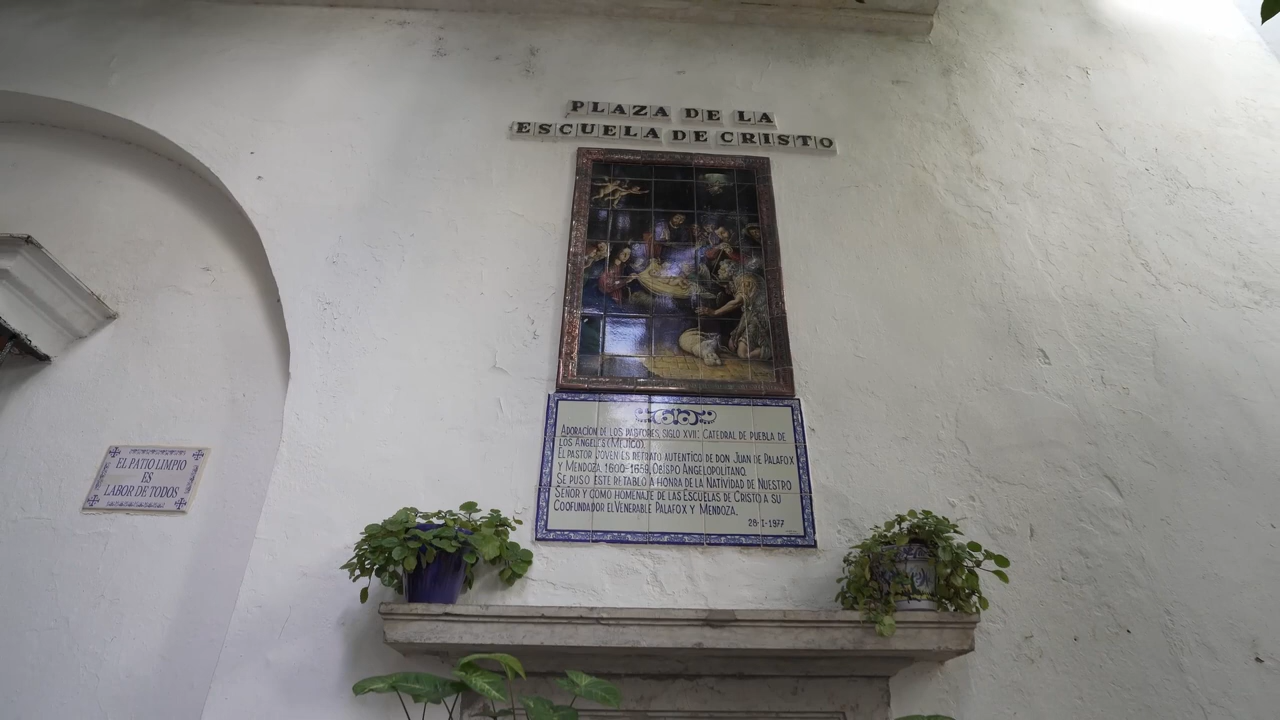 PLAZA DE LA
ESCUELA DE CRISTO
ADORACION DE LOS PASTORES, SIGLO XVII. CATEDRAL DE PUEBLA DE
LOS ANGELES (MEJICO).
EL PASTOR JOVEN ES RETRATO AUTENTICO DE DON JUAN DE PALAFOX
Y MENDOZA, 1600-1659, OBISPO ANGELOPOLITANO.
SE PUSO ESTE RETABLO A HONRA DE LA NATIVIDAD DE NUESTRO
SEÑOR Y COMO HOMENAJE DE LAS ESCUELAS DE CRISTO A SU
COOFUNDADOR EL VENERABLE PALAFOX Y MENDOZA.
28-I-1977
EL PATIO LIMPIO
ES
LABOR DE TODOS